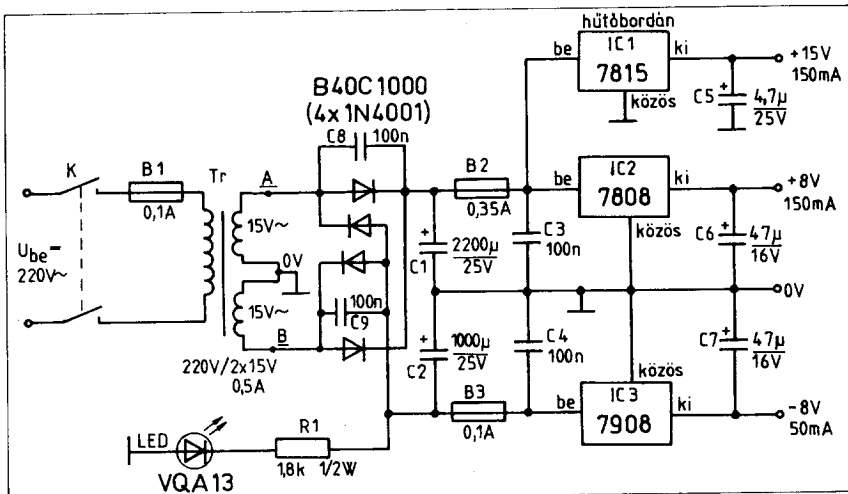 hűtőbordán
be
IC1
7815
ki
közös
+15V
150mA
C5
+
4,7µ
25V
B40C1000
(4x1N4001)
C8
100n
K
B1
0,1A
Tr
A
15V~
0V
15V~
B
Ube=
220V~
220V/2x15V
0,5A
100n
C9
B2
0,35A
+
C1
2200µ
25V
C3
100n
be
IC2
7808
ki
közös
+8V
150mA
+
C6
47µ
16V
0V
+
C2
1000µ
25V
C4
100n
+
C7
47µ
16V
B3
0,1A
be
közös
IC3
7908
ki
-8V
50mA
LED
VQA13
R1
1,8k 1/2W